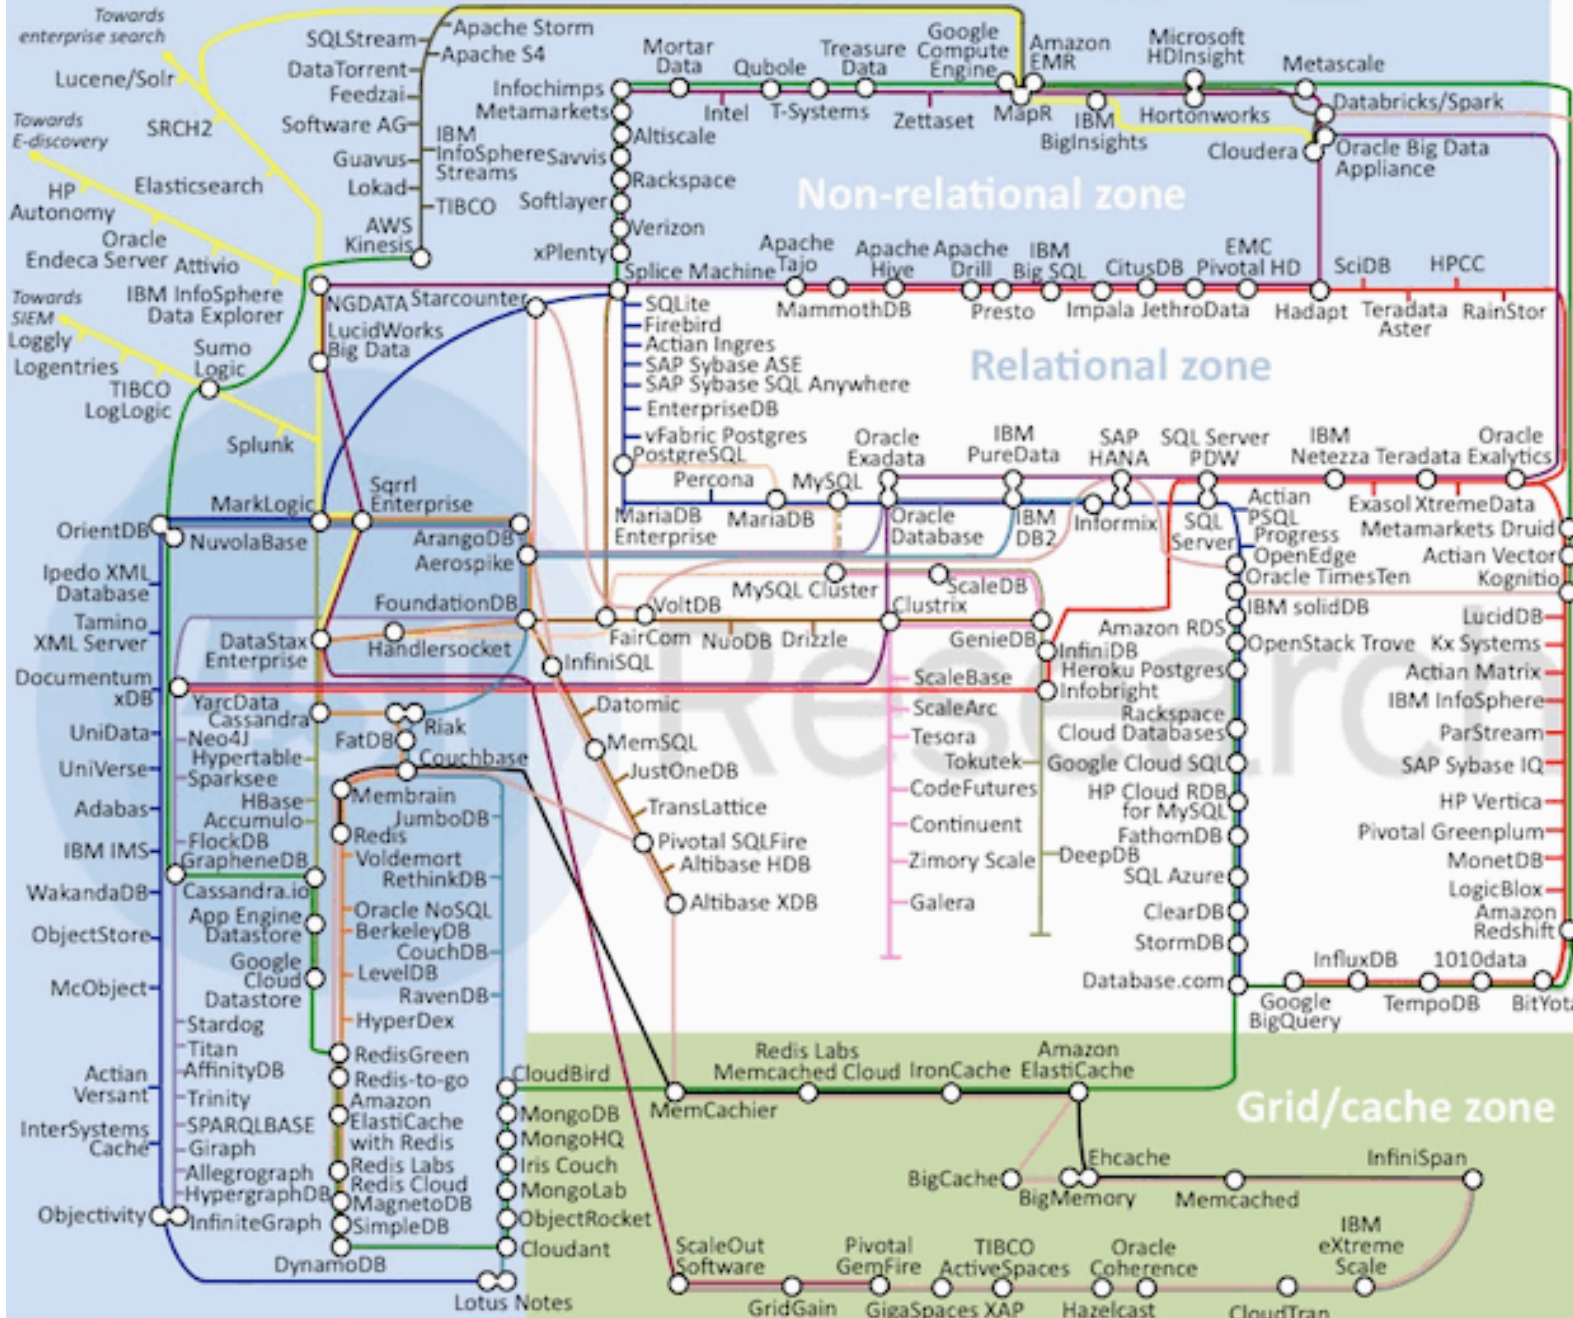 Towards
enterprise search
Lucene/Solr
SRCH2
Towards
E-discovery
HP
Autonomy
Elasticsearch
Oracle
Endeca Server
Attivio
IBM InfoSphere
Data Explorer
Towards
SIEM
Loggly
Logentries
TIBCO
LogLogic
Sumo
Logic
Splunk
SQLStream
DataTorrent
Feedzai
Software AG
Guavus
Lokad
AWS
Kinesis
Apache Storm
Apache S4
IBM
InfoSphere
Streams
TIBCO
Infochimps
Metamarkets
Altiscale
Savvis
Rackspace
Softlayer
Verizon
xPlenty
Splice Machine
Mortar
Data
Intel
Qubole
T-Systems
Treasure
Data
Zettaset
Google
Compute
Engine
Amazon
EMR
MapR
IBM
BigInsights
Microsoft
HDInsight
Hortonworks
Metascale
Databricks/Spark
Cloudera
Oracle Big Data
Appliance
Non-relational zone
Apache
Tajo
MammothDB
Apache
Hive
Apache
Drill
Presto
IBM
Big SQL
Impala
CitusDB
JethroData
EMC
Pivotal HD
Hadapt
SciDB
Teradata
Aster
HPCC
RainStor
Relational zone
NGDATA
Starcounter
LucidWorks
Big Data
SQLite
Firebird
Actian Ingres
SAP Sybase ASE
SAP Sybase SQL Anywhere
EnterpriseDB
vFabric Postgres
PostgreSQL
Percona
MariaDB
Enterprise
MariaDB
MySQL
Oracle
Exadata
Oracle
Database
IBM
PureData
IBM
DB2
SAP
HANA
Informix
SQL Server
PDW
SQL
Server
IBM
Netezza
Teradata
Oracle
Exalytics
Exasol
XtremeData
Actian
PSQL
Progress
OpenEdge
Metamarkets Druid
Actian Vector
Kognitio
Oracle TimesTen
IBM solidDB
LucidDB
Amazon RDS
OpenStack Trove
Kx Systems
Heroku Postgres
Actian Matrix
IBM InfoSphere
Rackspace
Cloud Databases
ParStream
Google Cloud SQL
SAP Sybase IQ
HP Cloud RDB
for MySQL
HP Vertica
FathomDB
Pivotal Greenplum
MonetDB
SQL Azure
LogicBlox
ClearDB
Amazon
Redshift
StormDB
Database.com
Google
BigQuery
InfluxDB
TempoDB
1010data
BitYota
MarkLogic
Sqrrl
Enterprise
OrientDB
NuvolaBase
ArangoDB
Aerospike
Ipedo XML
Database
FoundationDB
Tamino
XML Server
DataStax
Enterprise
Handlersocket
Documentum
xDB
YarcData
Cassandra
Riak
UniData
Neo4J
FatDB
Hypertable
Couchbase
UniVerse
Sparksee
HBase
Membrain
Adabas
Accumulo
JumboDB
Redis
IBM IMS
FlockDB
Voldemort
GrapheneDB
RethinkDB
WakandaDB
Cassandra.io
App Engine
Datastore
Oracle NoSQL
BerkeleyDB
ObjectStore
CouchDB
Google
Cloud
Datastore
LevelDB
McObject
RavenDB
HyperDex
Stardog
Titan
RedisGreen
AffinityDB
Redis-to-go
Actian
Versant
Trinity
Amazon
ElastiCache
with Redis
InterSystems
Caché
SPARQLBASE
Giraph
Redis Labs
Redis Cloud
Allegrograph
HypergraphDB
MagnetoDB
Objectivity
InfiniteGraph
SimpleDB
DynamoDB
Lotus Notes
CloudBird
MongoDB
MongoHQ
Iris Couch
MongoLab
ObjectRocket
Cloudant
MySQL Cluster
ScaleDB
VoltDB
FairCom
NuoDB
Drizzle
Clustrix
GenieDB
InfiniSQL
InfiniDB
Infobright
ScaleBase
ScaleArc
Tesora
Tokutek
CodeFutures
Continuent
Zimory Scale
DeepDB
Galera
Datomic
MemSQL
JustOneDB
TransLattice
Pivotal SQLFire
Altibase HDB
Altibase XDB
Research
Grid/cache zone
MemCachier
Redis Labs
Memcached Cloud
IronCache
Amazon
ElastiCache
BigCache
Ehcache
BigMemory
Memcached
InfiniSpan
ScaleOut
Software
GridGain
Pivotal
GemFire
GigaSpaces XAP
TIBCO
ActiveSpaces
Hazelcast
Oracle
Coherence
CloudTran
IBM
eXtreme
Scale